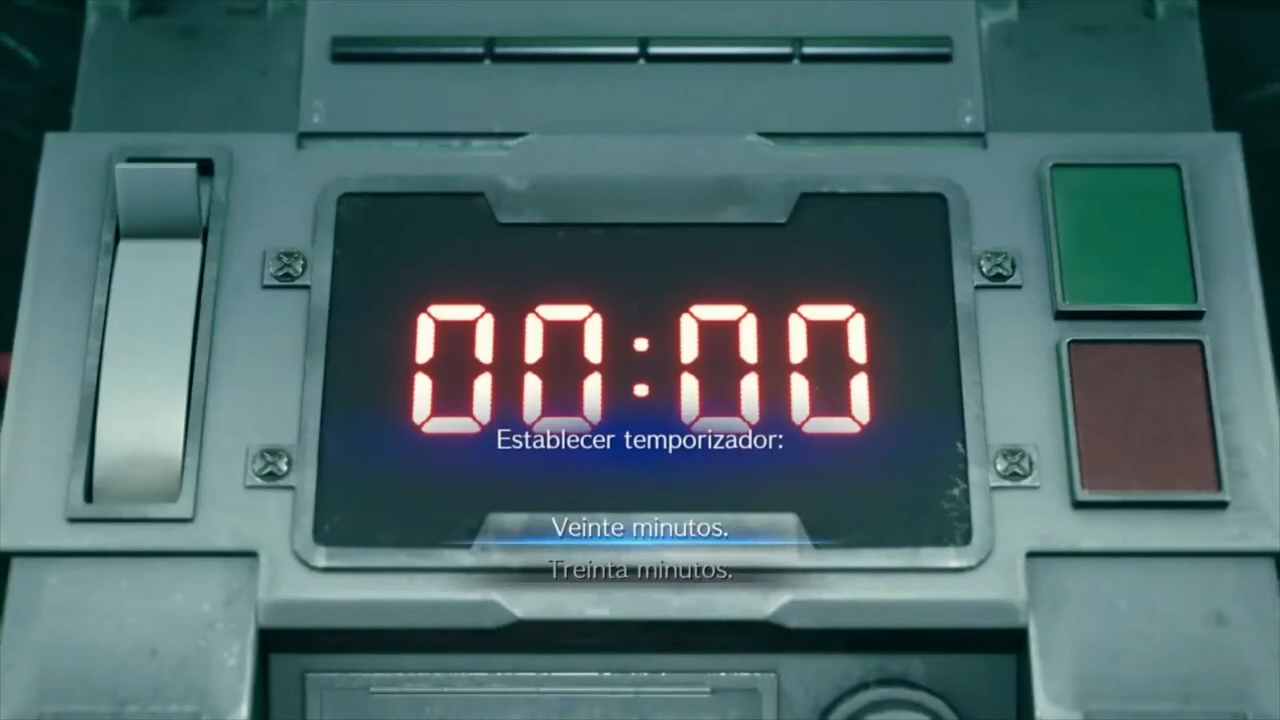 00:00
Establecer temporizador:
Veinte minutos.
Treinta minutos.